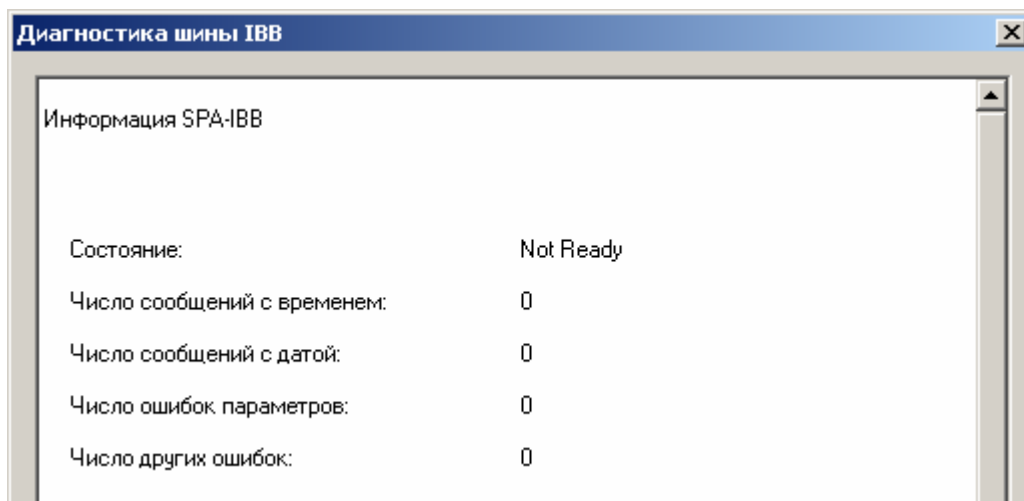 Диагностика шины IBB
Информация SPA-IBB
Состояние: Not Ready
Число сообщений с временем: 0
Число сообщений с датой: 0
Число ошибок параметров: 0
Число других ошибок: 0